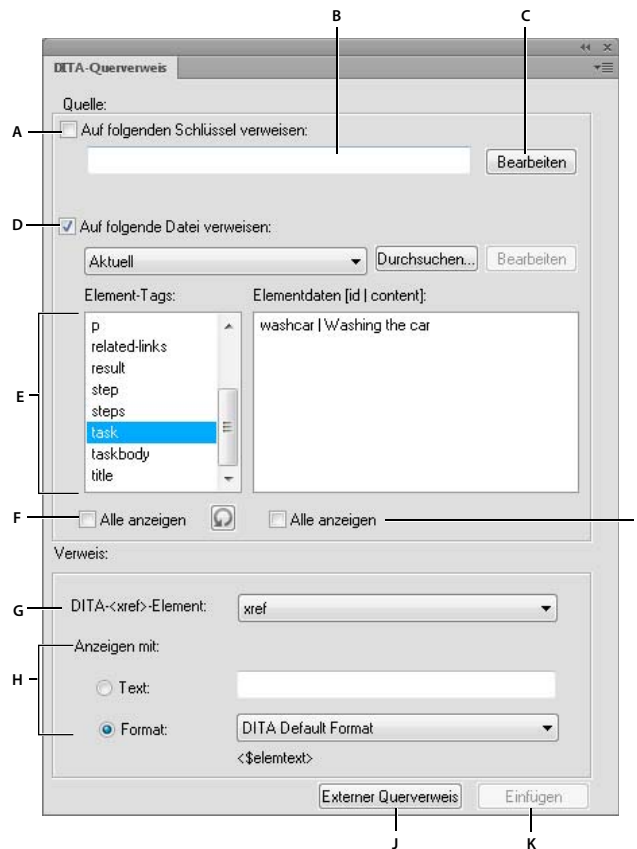 B
C
DITA-Querverweis
Quelle:
A
Auf folgenden Schlüssel verweisen:
Bearbeiten
D
Auf folgende Datei verweisen:
Aktuell
Durchsuchen...
Bearbeiten
Element-Tags:
Elementdaten [id | content]:
p
related-links
result
step
steps
task
taskbody
title
washcar | Washing the car
E
F
Alle anzeigen
Alle anzeigen
Verweis:
G
DITA-<xref>-Element:
xref
Anzeigen mit:
H
Text:
Format:
DITA Default Format
<$elemtext>
Externer Querverweis
Einfügen
J
K